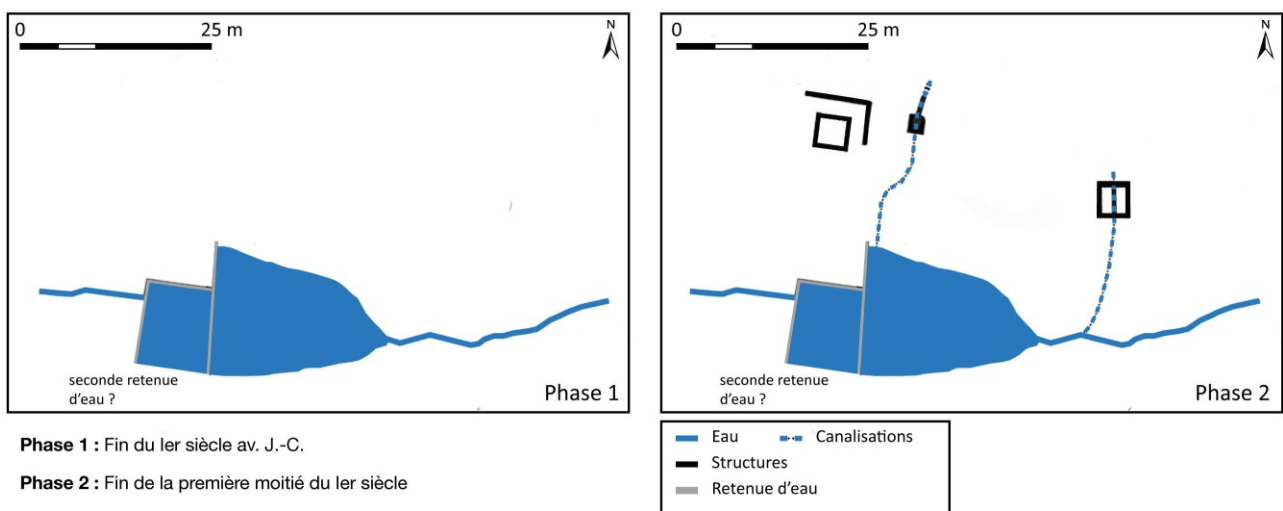 0 25 m
N
seconde retenue
d'eau ?
Phase 1
0 25 m
N
seconde retenue
d'eau ?
Phase 2
Phase 1 : Fin du Ier siècle av. J.-C.
Phase 2 : Fin de la première moitié du Ier siècle
Eau Canalisations
Structures
Retenue d'eau